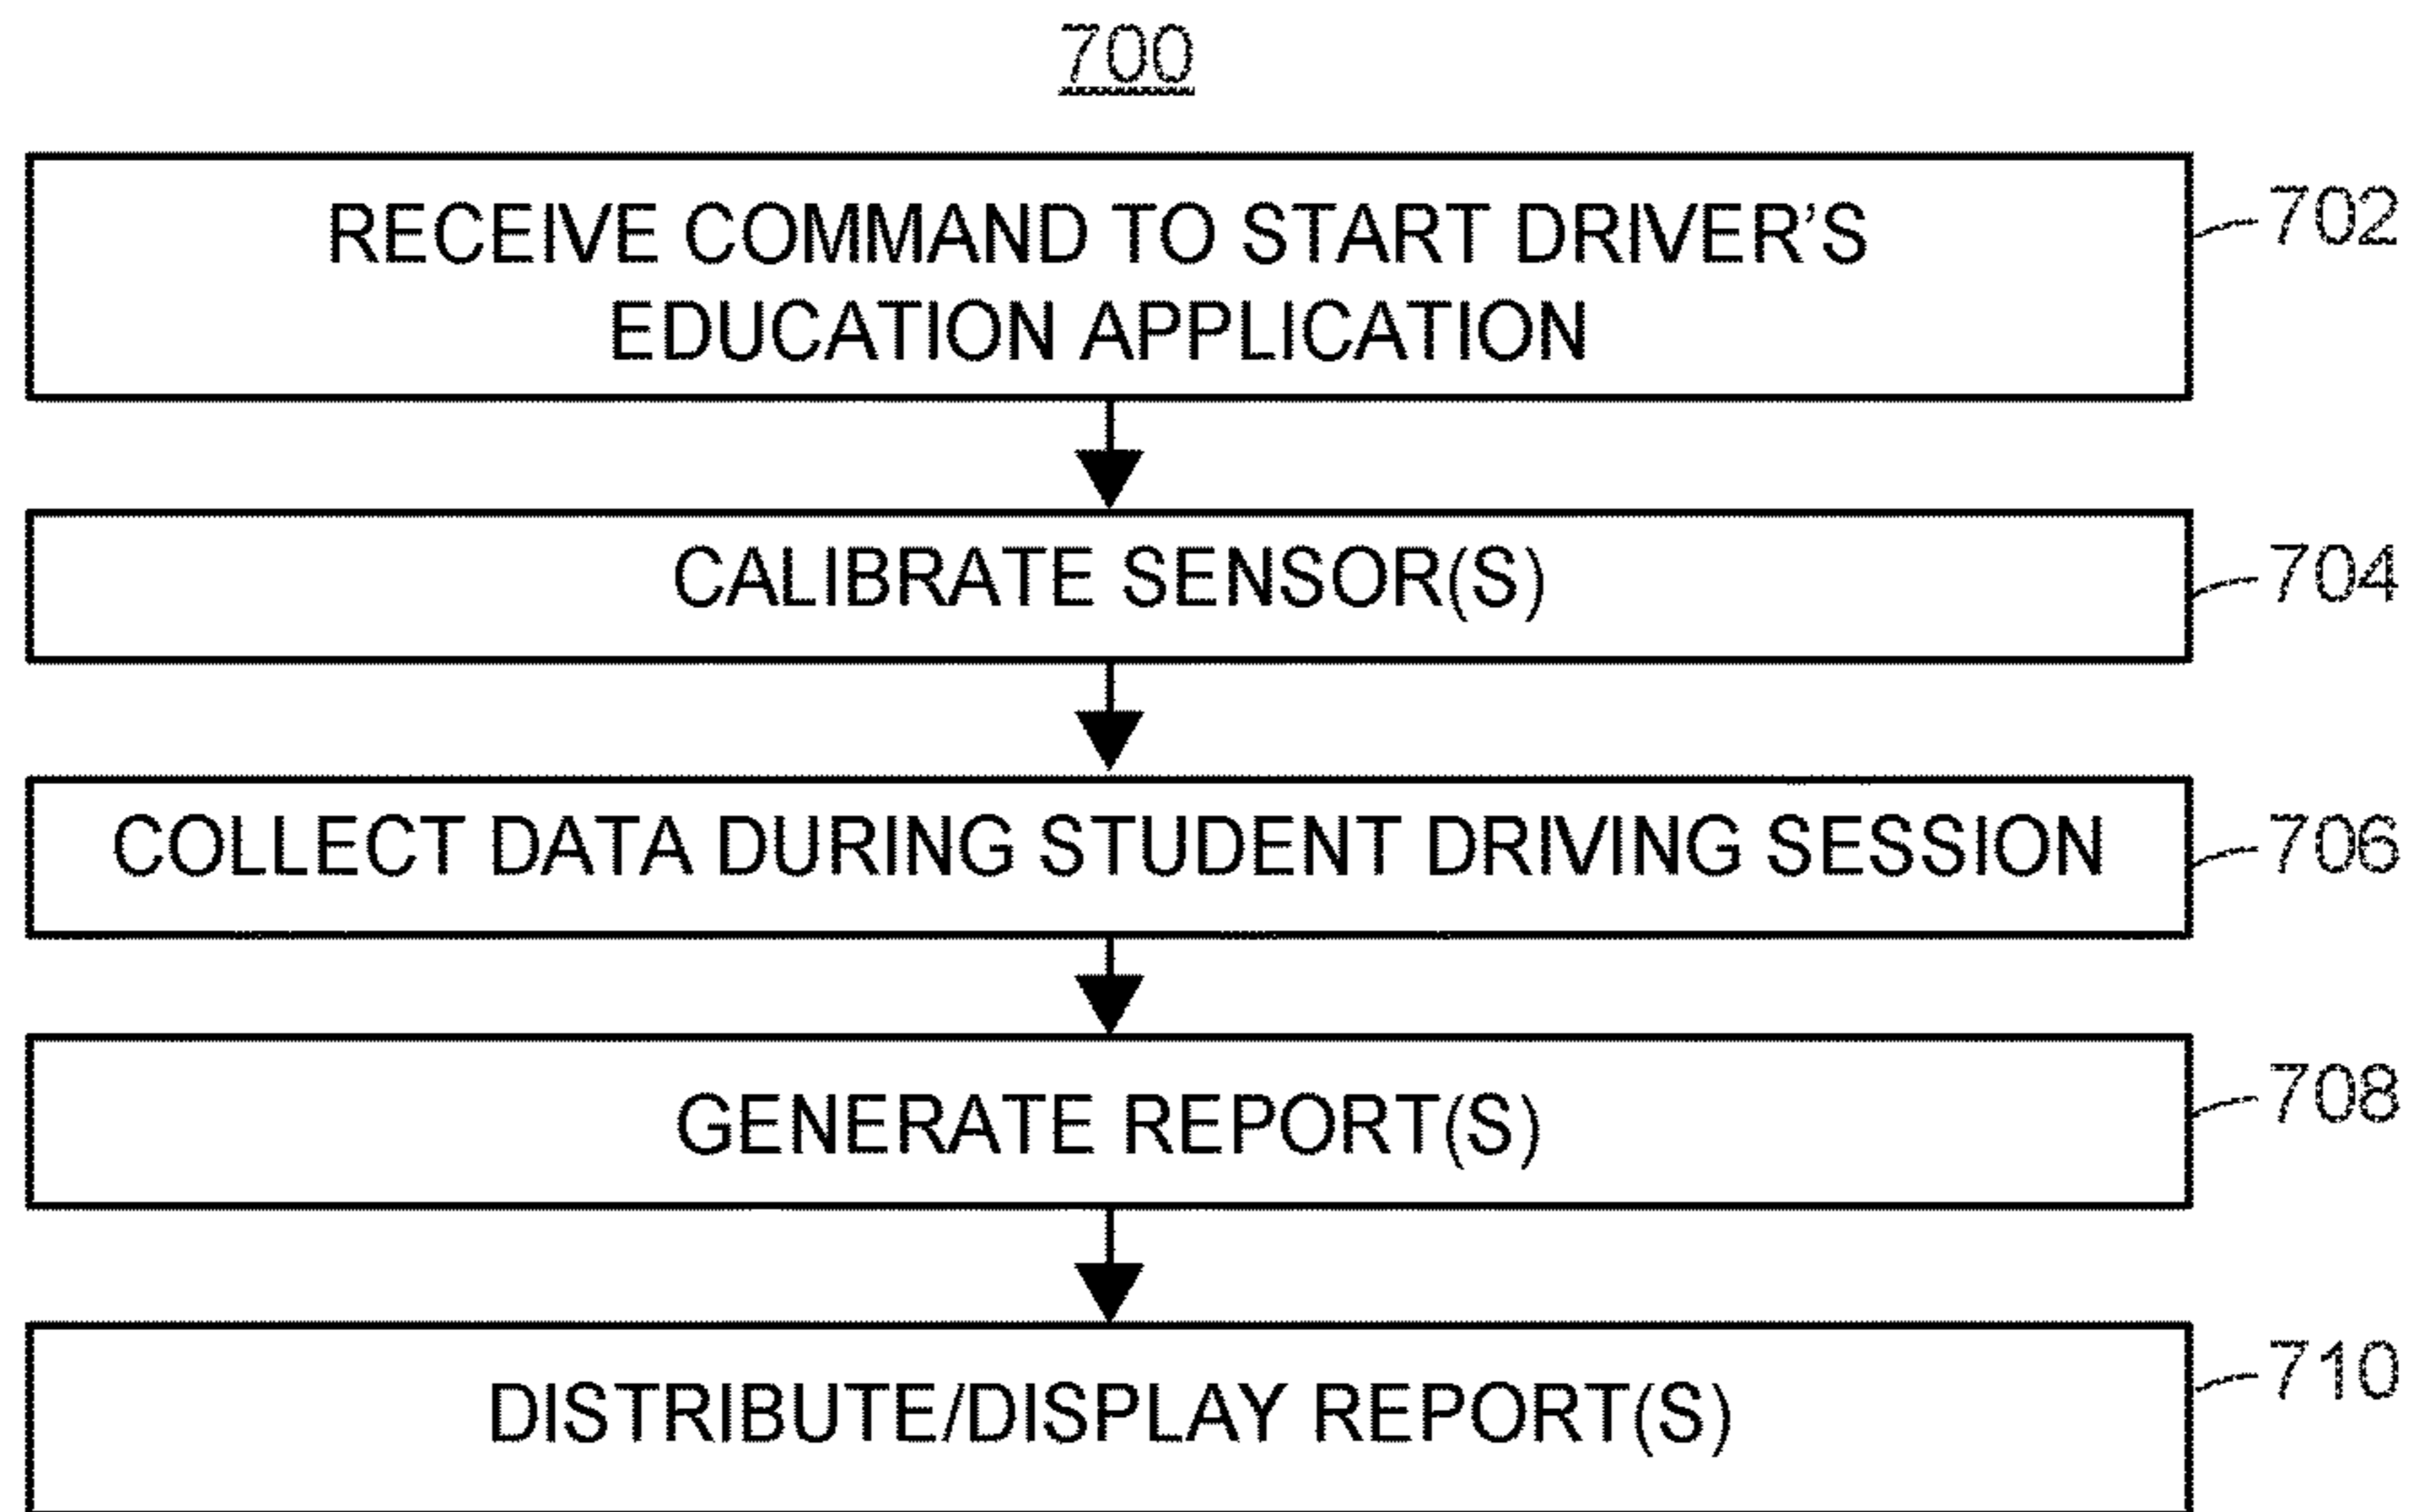 700
RECEIVE COMMAND TO START DRIVER'S
EDUCATION APPLICATION
702
CALIBRATE SENSOR(S)
704
COLLECT DATA DURING STUDENT DRIVING SESSION
706
GENERATE REPORT(S)
708
DISTRIBUTE/DISPLAY REPORT(S)
710